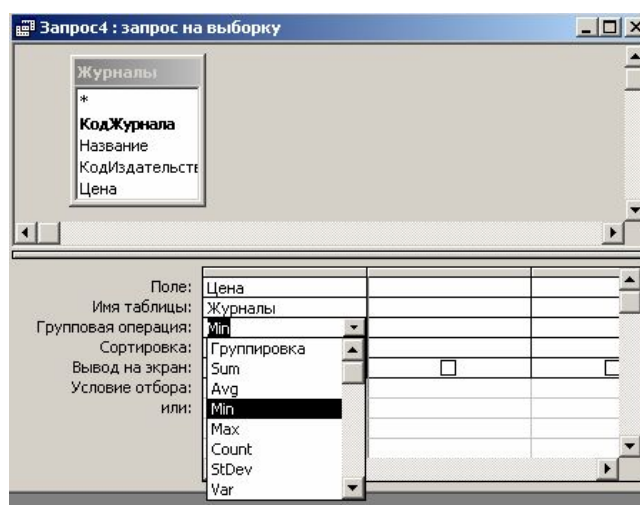 Запрос4 : запрос на выборку
Журналы
*
КодЖурнала
Название
КодИздательств
Цена
Поле: Цена
Имя таблицы: Журналы
Групповая операция: Min
Сортировка: Группировка
Вывод на экран: Sum
Условие отбора: Avg
или: Min
Max
Count
StDev
Var